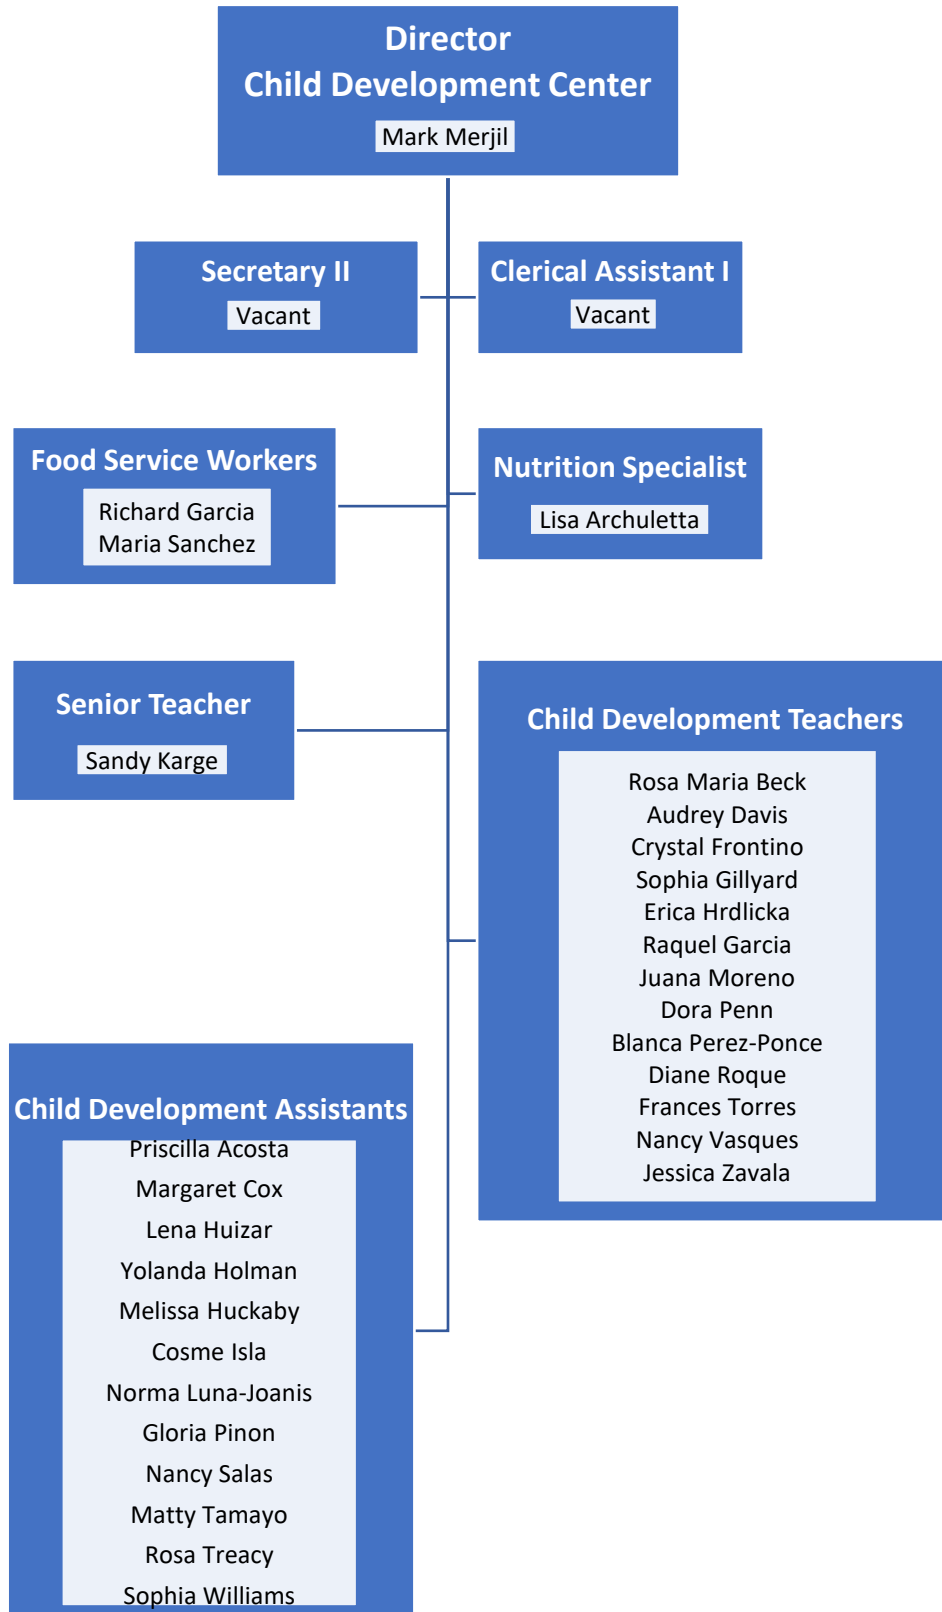 Director
Child Development Center
Mark Merjil
Secretary II
Vacant
Clerical Assistant I
Vacant
Food Service Workers
Richard Garcia
Maria Sanchez
Nutrition Specialist
Lisa Archuletta
Senior Teacher
Sandy Karge
Child Development Teachers
Rosa Maria Beck
Audrey Davis
Crystal Frontino
Sophia Gillyard
Erica Hrdlicka
Raquel Garcia
Juana Moreno
Dora Penn
Blanca Perez-Ponce
Diane Roque
Frances Torres
Nancy Vasques
Jessica Zavala
Child Development Assistants
Priscilla Acosta
Margaret Cox
Lena Huizar
Yolanda Holman
Melissa Huckaby
Cosme Isla
Norma Luna-Joanis
Gloria Pinon
Nancy Salas
Matty Tamayo
Rosa Treacy
Sophia Williams